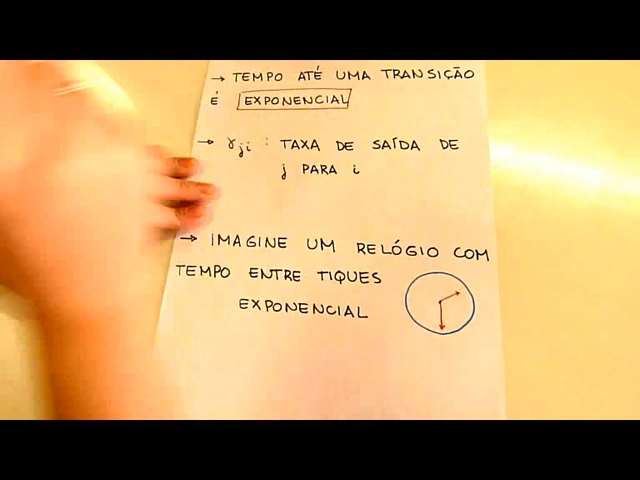 → TEMPO ATÉ UMA TRANSIÇÃO
É EXPONENCIAL
→ γji : TAXA DE SAÍDA DE
j PARA i
→ IMAGINE UM RELÓGIO COM
TEMPO ENTRE TIQUES
EXPONENCIAL